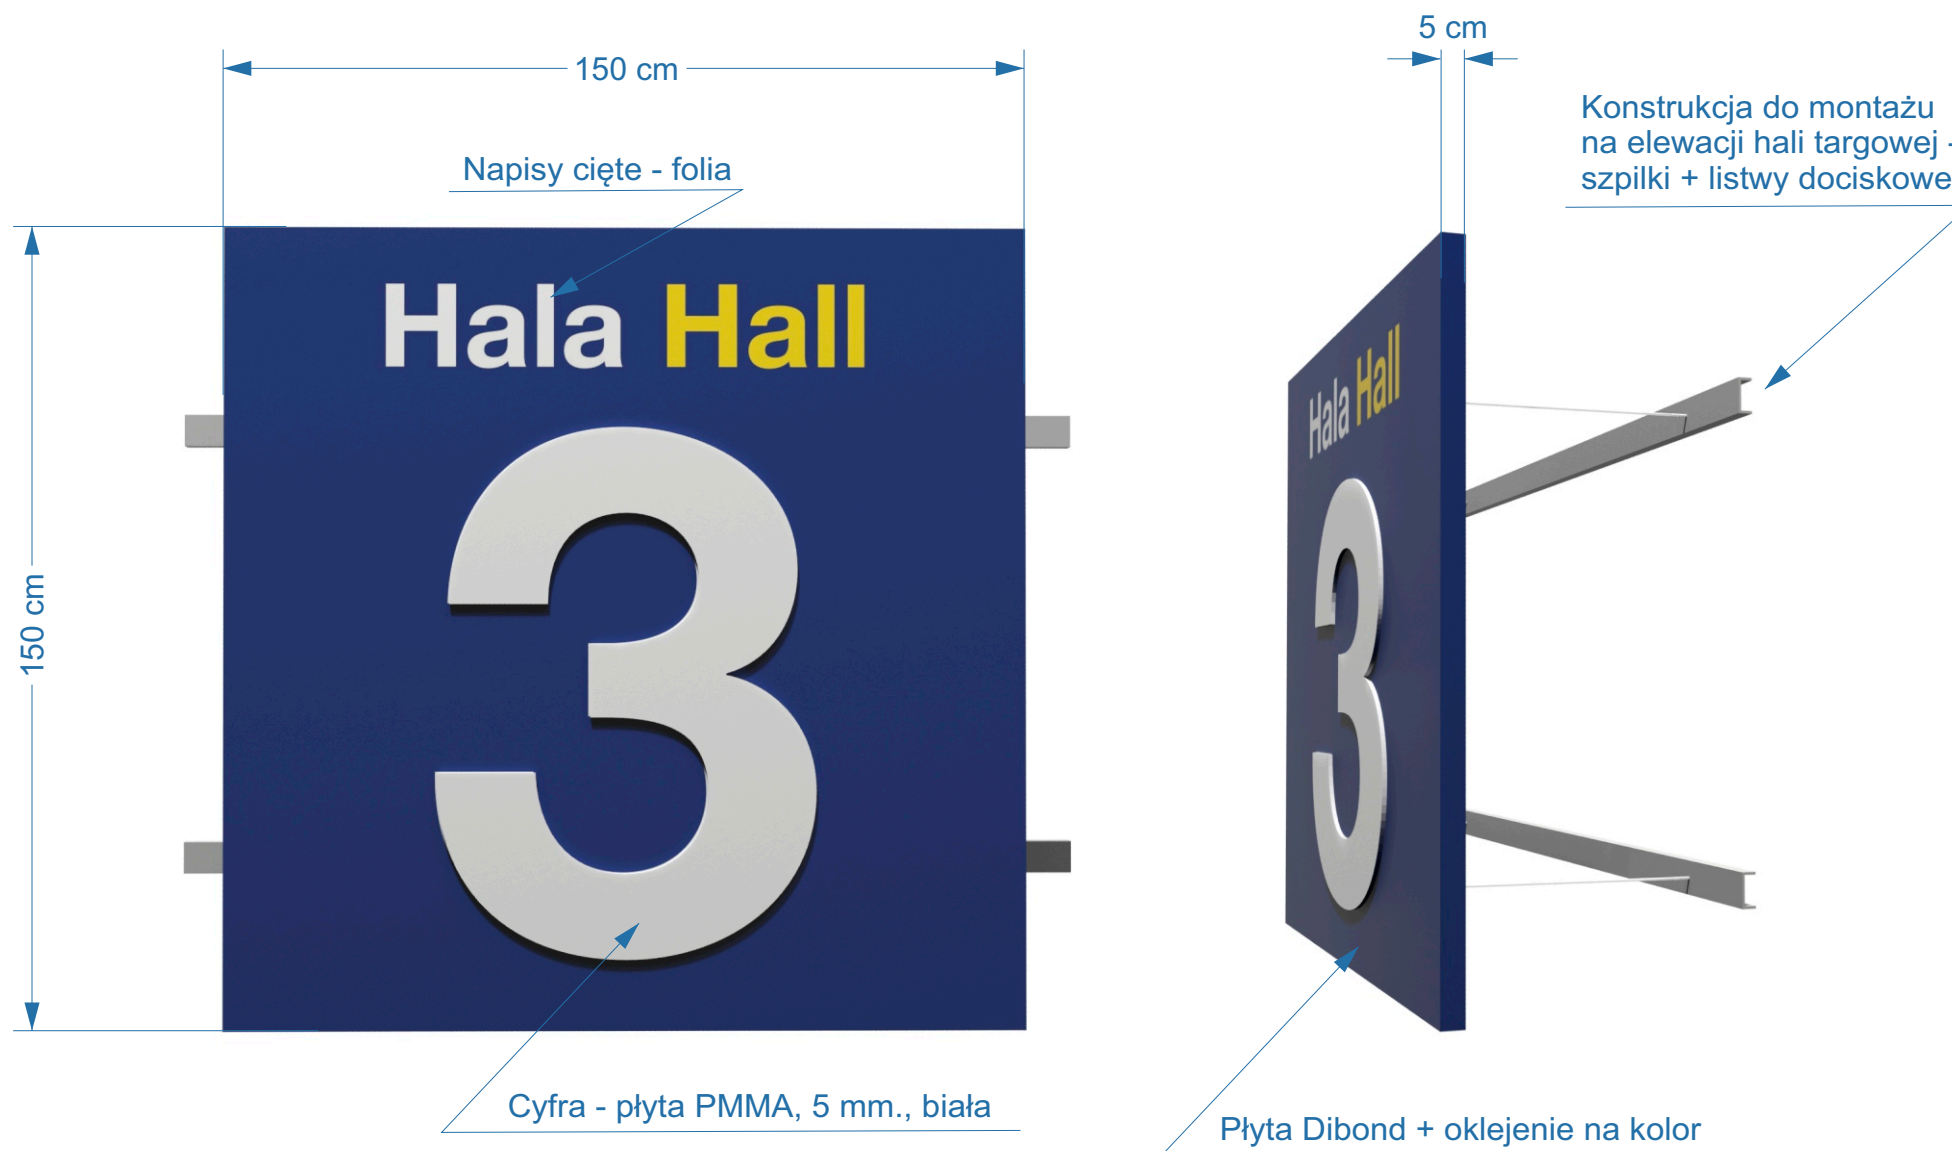 5 cm
150 cm
Konstrukcja do montażu
na elewacji hali targowej -
szpilki + listwy dociskowe
Napisy cięte - folia
Hala Hall
3
150 cm
Hala Hall
3
Cyfra - płyta PMMA, 5 mm., biała
Płyta Dibond + oklejenie na kolor